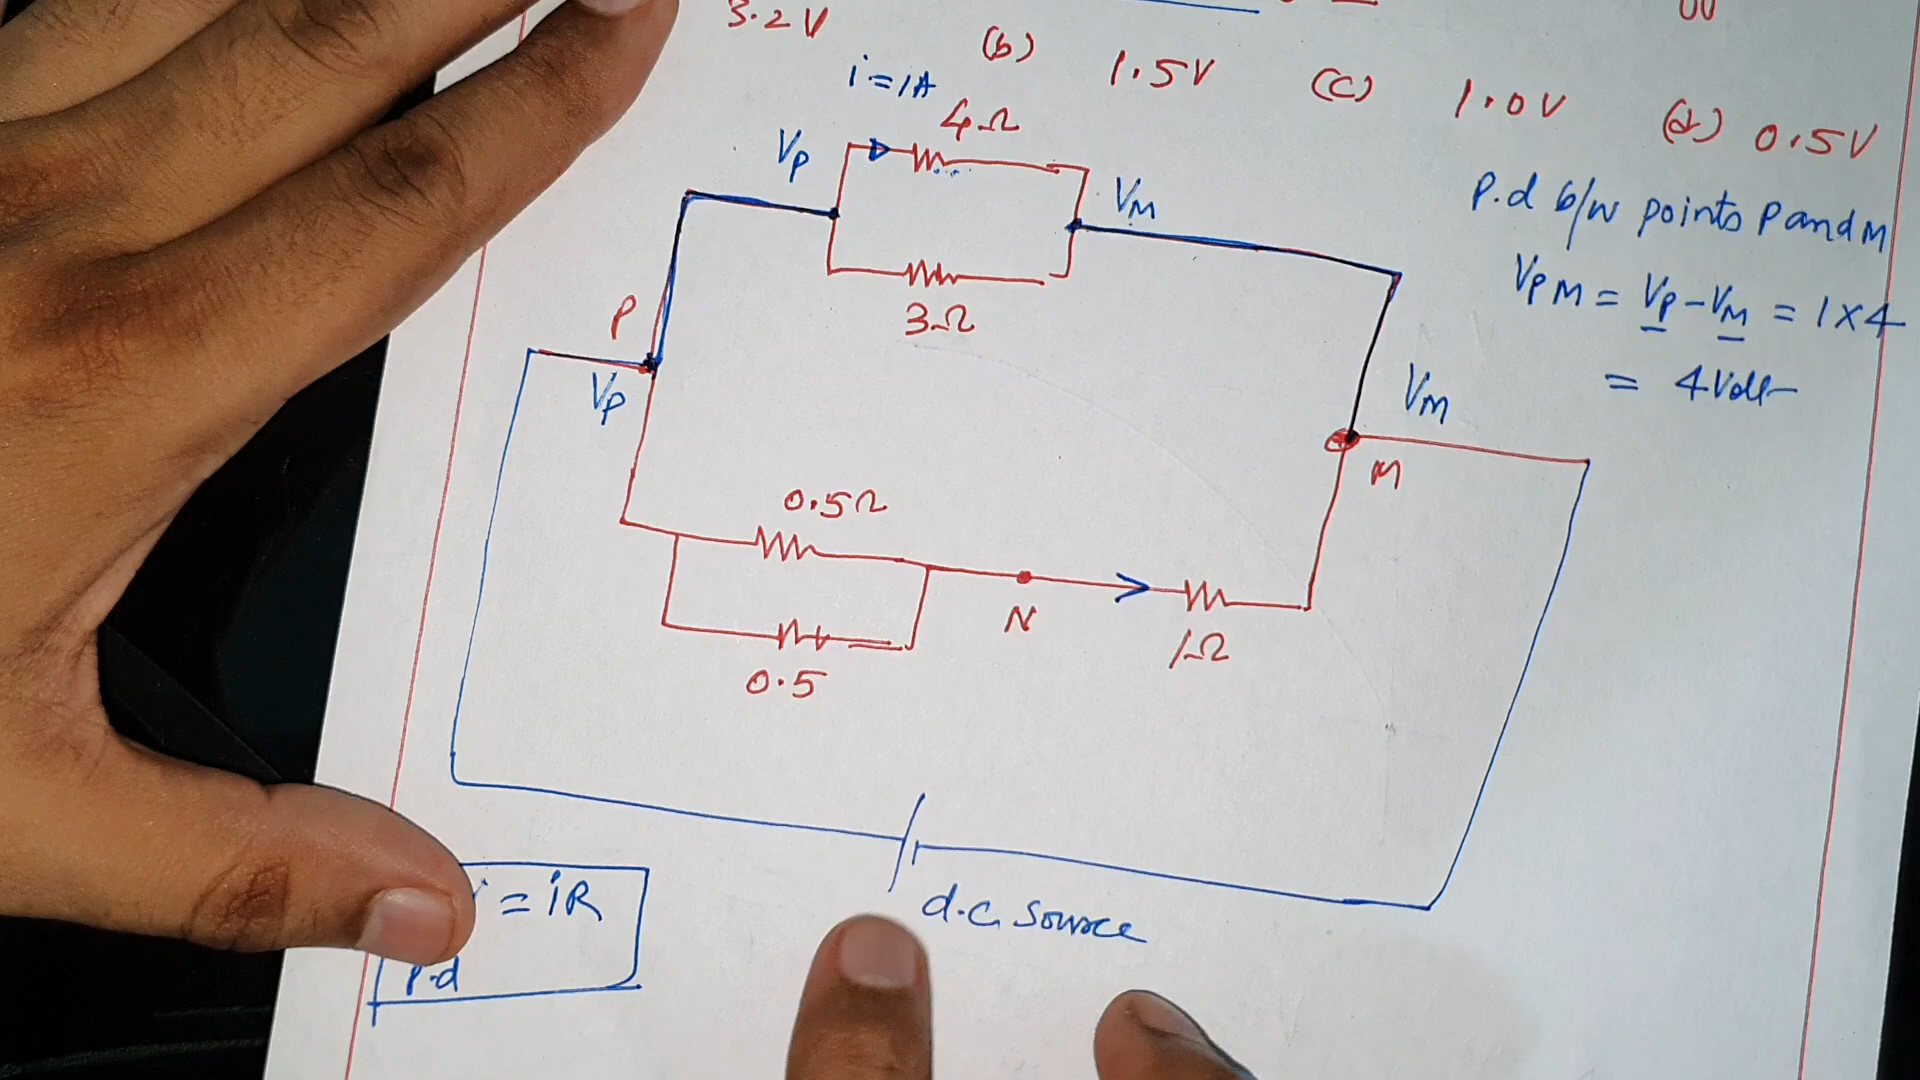 3.2V (b) 1.5V (c) 1.0V (d) 0.5V
i=1A
4Ω
VP
VM
P.d b/w points P and M
VPM = VP-VM = 1×4
= 4Volt
3Ω
P
VP
VM
M
0.5Ω
N
1Ω
0.5
d.c. source
= iR
P.d